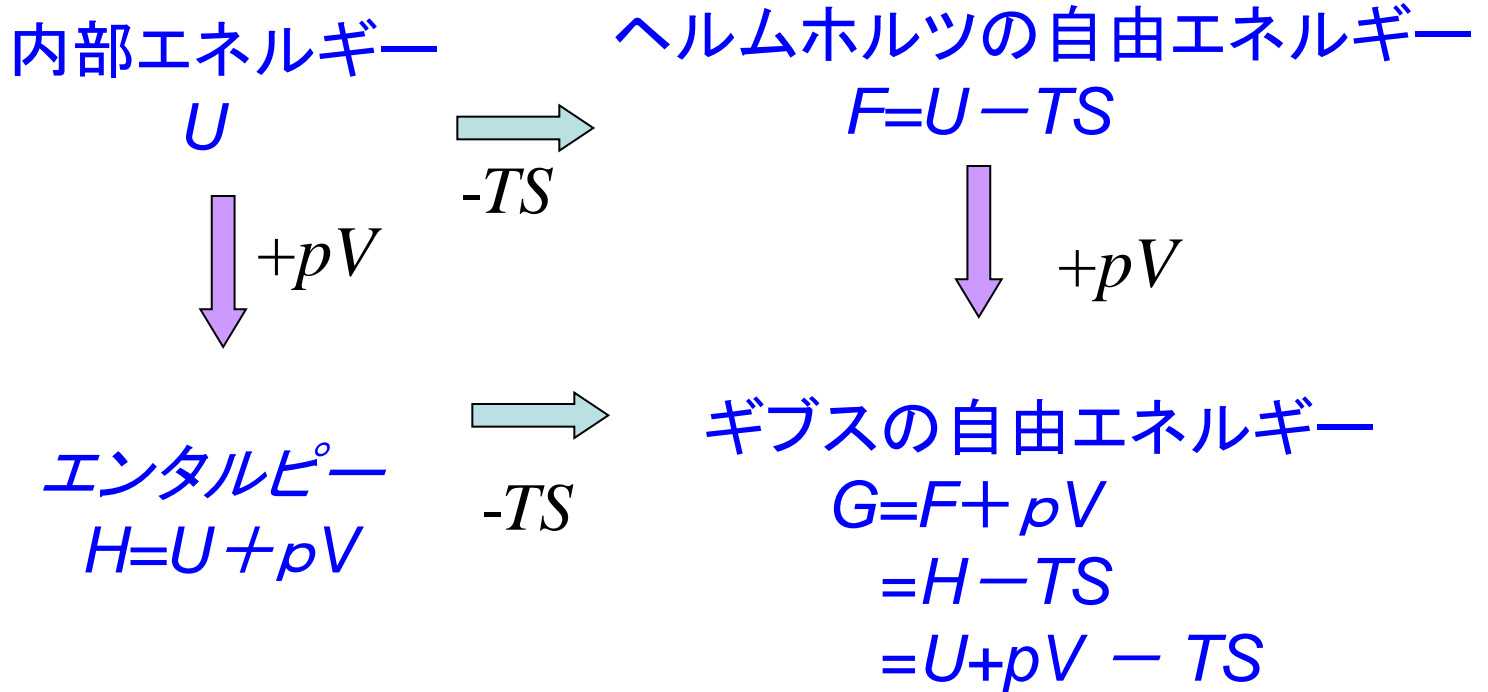 内部エネルギー
U
ヘルムホルツの自由エネルギー
F=U－TS
-TS
+pV
+pV
エンタルピー
H=U＋pV
-TS
ギブスの自由エネルギー
G=F＋pV
=H－TS
=U+pV － TS